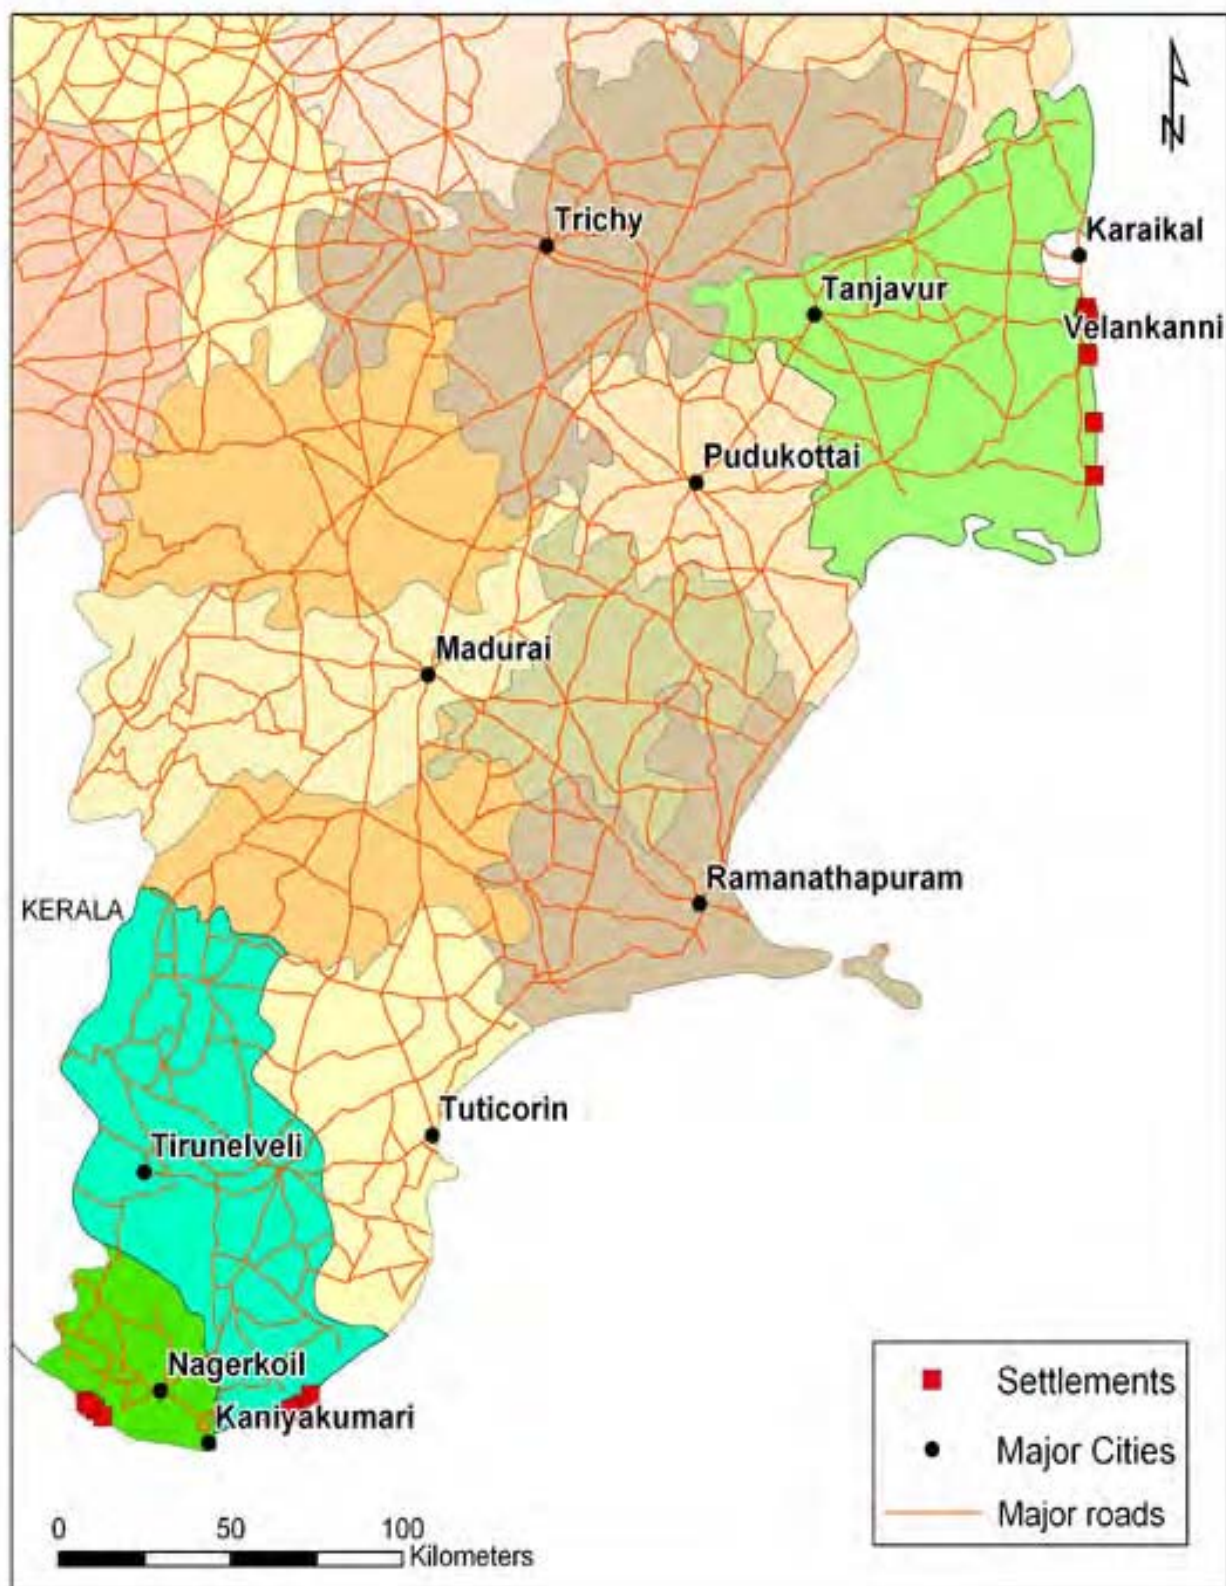 N
Trichy
Karaikal
Tanjavur
Velankanni
Pudukottai
Madurai
Ramanathapuram
KERALA
Tuticorin
Tirunelveli
Nagerkoil
Kaniyakumari
Settlements
Major Cities
Major roads
0 50 100
Kilometers